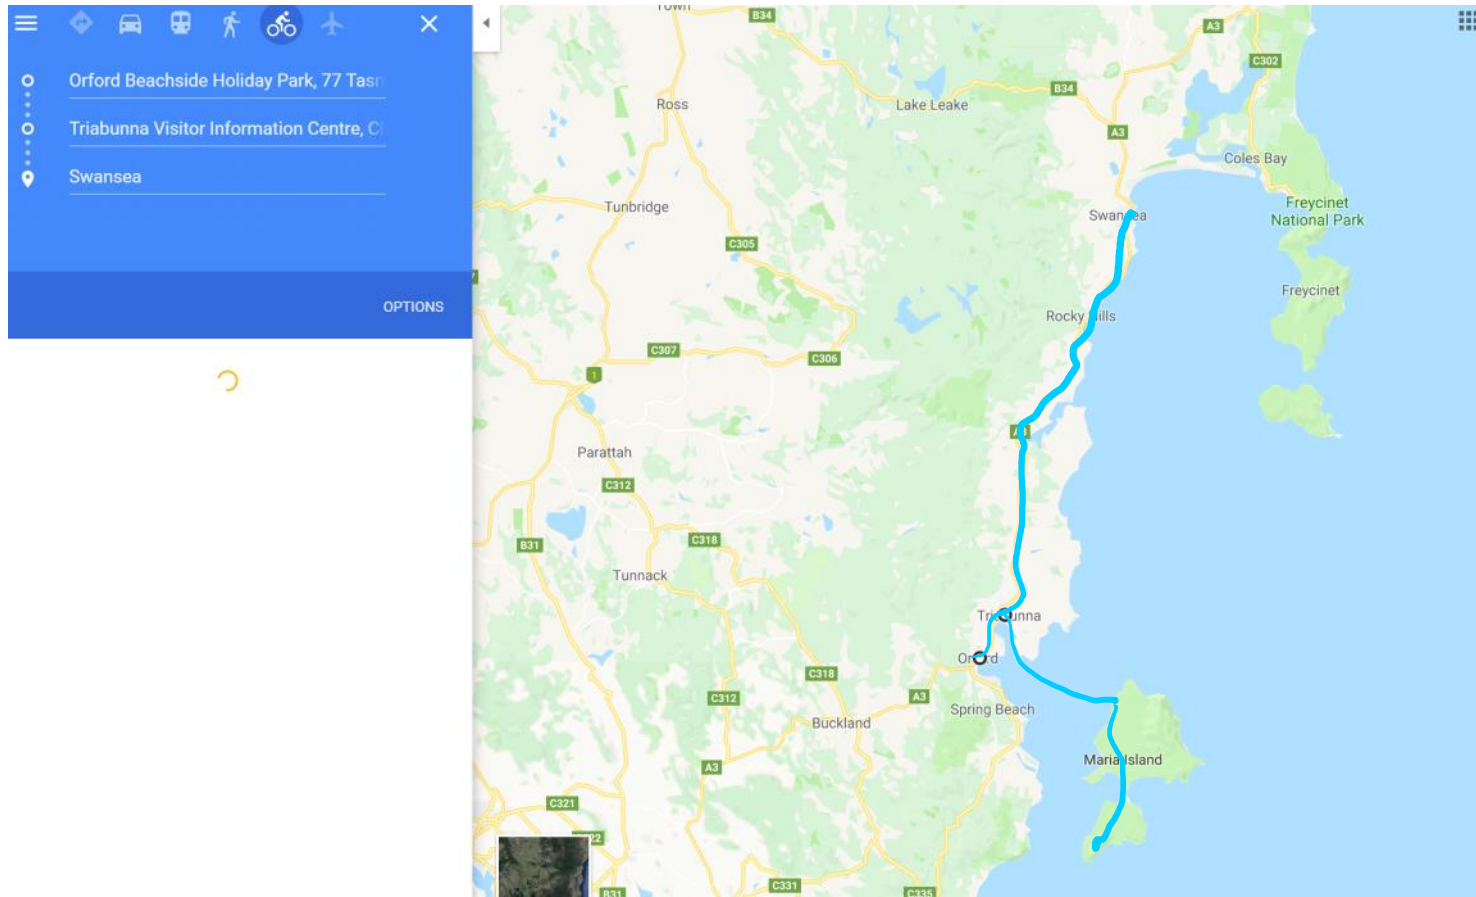 Orford Beachside Holiday Park, 77 Tasn
Triabunna Visitor Information Centre, C
Swansea
OPTIONS
B34
A3
C302
Ross
Lake Leake
B34
A3
Coles Bay
Tunbridge
Swansea
Freycinet
National Park
C305
Freycinet
Rocky Hills
C307
C306
1
A3
Parattah
C312
C318
B31
Tunnack
Triabunna
Orford
C318
C312
A3
Spring Beach
Buckland
Maria Island
A3
C321
22
C331
B31
C335